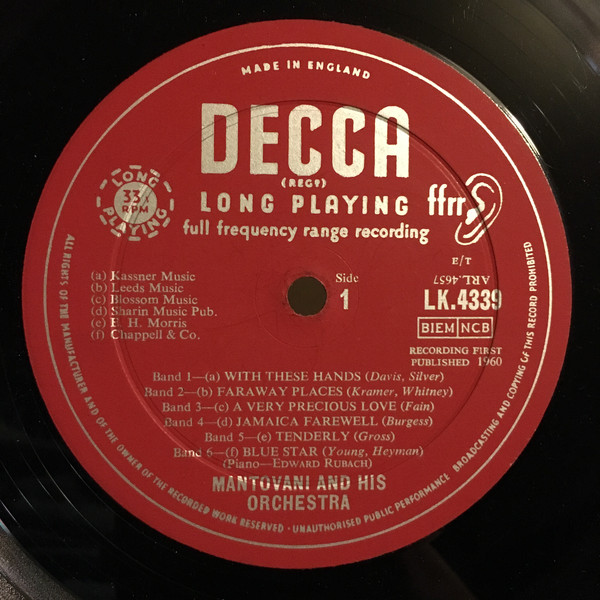 MADE IN ENGLAND
DECCA
(REGD)
LONG PLAYING
33⅓
RPM
LONG PLAYING
ffrr
full frequency range recording
E/T
ARL.4657
(a) Kassner Music
(b) Leeds Music
(c) Blossom Music
(d) Sharin Music Pub.
(e) E. H. Morris
(f) Chappell & Co.
Side
1
LK.4339
BIEM NCB
RECORDING FIRST
PUBLISHED 1960
Band 1—(a) WITH THESE HANDS (Davis, Silver)
Band 2—(b) FARAWAY PLACES (Kramer, Whitney)
Band 3—(c) A VERY PRECIOUS LOVE (Fain)
Band 4—(d) JAMAICA FAREWELL (Burgess)
Band 5—(e) TENDERLY (Gross)
Band 6—(f) BLUE STAR (Young, Heyman)
(Piano—EDWARD RUBACH)
MANTOVANI AND HIS
ORCHESTRA
ALL RIGHTS OF THE MANUFACTURER AND OF THE OWNER OF THE RECORDED WORK RESERVED · UNAUTHORISED PUBLIC PERFORMANCE BROADCASTING AND COPYING OF THIS RECORD PROHIBITED